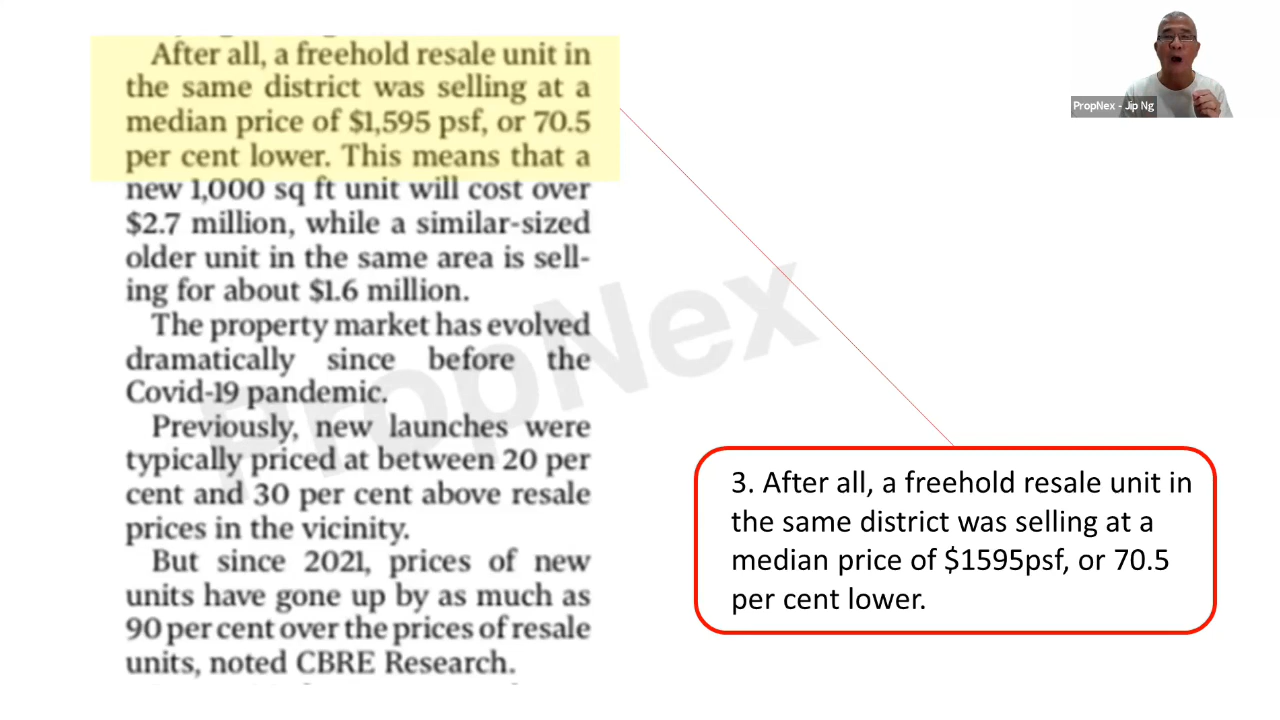 After all, a freehold resale unit in
the same district was selling at a
median price of $1,595 psf, or 70.5
per cent lower. This means that a
new 1,000 sq ft unit will cost over
$2.7 million, while a similar-sized
older unit in the same area is sell-
ing for about $1.6 million.
The property market has evolved
dramatically since before the
Covid-19 pandemic.
Previously, new launches were
typically priced at between 20 per
cent and 30 per cent above resale
prices in the vicinity.
But since 2021, prices of new
units have gone up by as much as
90 per cent over the prices of resale
units, noted CBRE Research.
PropNex
PropNex - Jip Ng
3. After all, a freehold resale unit in
the same district was selling at a
median price of $1595psf, or 70.5
per cent lower.